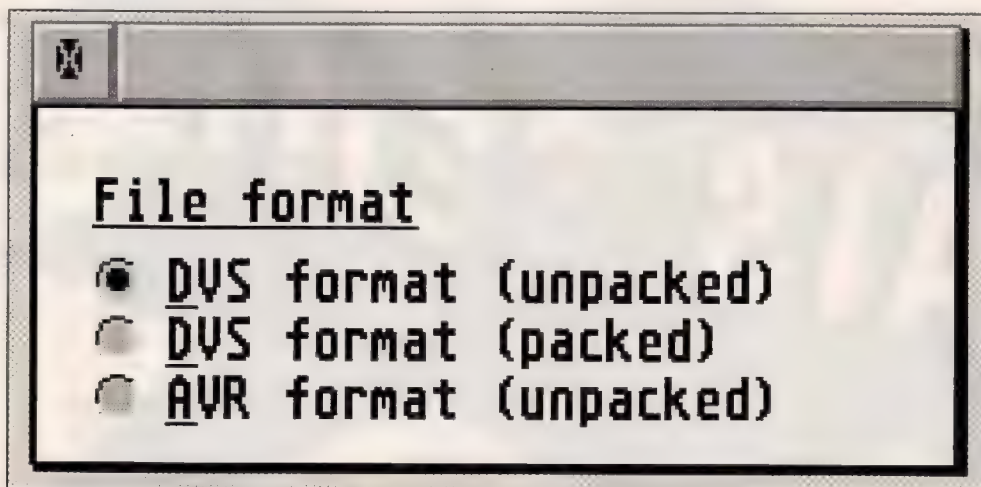 File format
DVS format (unpacked)
DVS format (packed)
AVR format (unpacked)